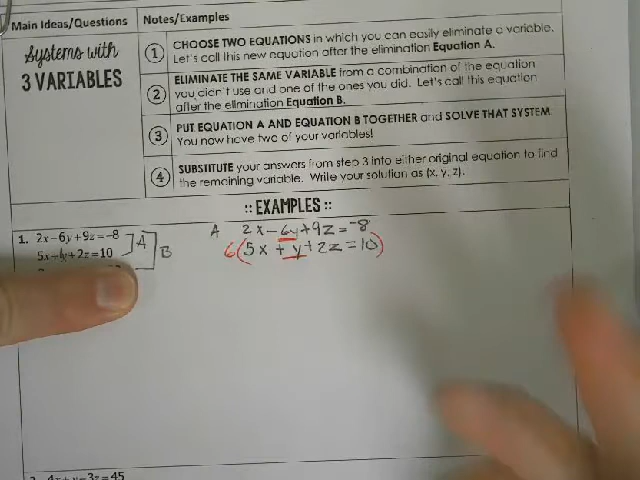 Main Ideas/Questions Notes/Examples
Systems with
3 VARIABLES
1 CHOOSE TWO EQUATIONS in which you can easily eliminate a variable.
Let's call this new equation after the elimination Equation A.
2 ELIMINATE THE SAME VARIABLE from a combination of the equation
you didn't use and one of the ones you did. Let's call this equation
after the elimination Equation B.
3 PUT EQUATION A AND EQUATION B TOGETHER and SOLVE THAT SYSTEM.
You now have two of your variables!
4 SUBSTITUTE your answers from step 3 into either original equation to find
the remaining variable. Write your solution as (x, y, z).
:: EXAMPLES ::
1. 2x-6y+9z=-8
5x+y+2z=10
A
B
A 2x-6y+9z=-8
6(5x+y+2z=10)
4x+y-3z=45